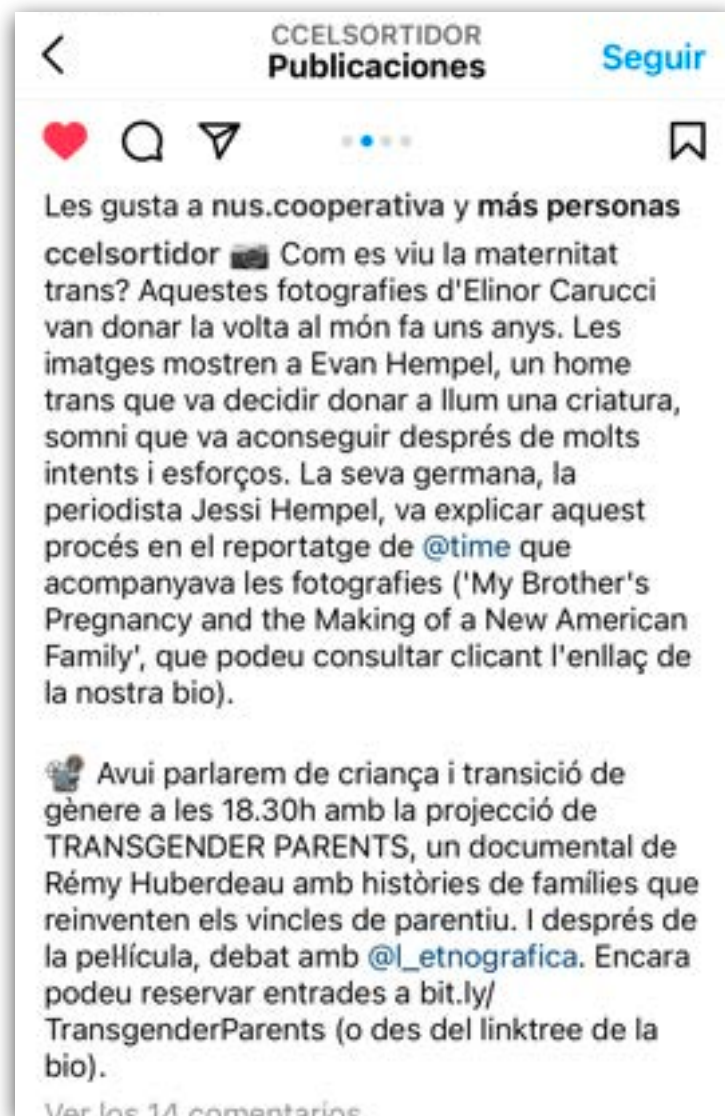 CCELSORTIDOR
Publicaciones
Seguir
Les gusta a nus.cooperativa y más personas
ccelsortidor 📷 Com es viu la maternitat
trans? Aquestes fotografies d'Elinor Carucci
van donar la volta al món fa uns anys. Les
imatges mostren a Evan Hempel, un home
trans que va decidir donar a llum una criatura,
somni que va aconseguir després de molts
intents i esforços. La seva germana, la
periodista Jessi Hempel, va explicar aquest
procés en el reportatge de @time que
acompanyava les fotografies ('My Brother's
Pregnancy and the Making of a New American
Family', que podeu consultar clicant l'enllaç de
la nostra bio).
📽️ Avui parlarem de criança i transició de
gènere a les 18.30h amb la projecció de
TRANSGENDER PARENTS, un documental de
Rémy Huberdeau amb històries de famílies que
reinventen els vincles de parentiu. I després de
la pel·lícula, debat amb @l_etnografica. Encara
podeu reservar entrades a bit.ly/
TransgenderParents (o des del linktree de la
bio).
Ver los 14 comentarios